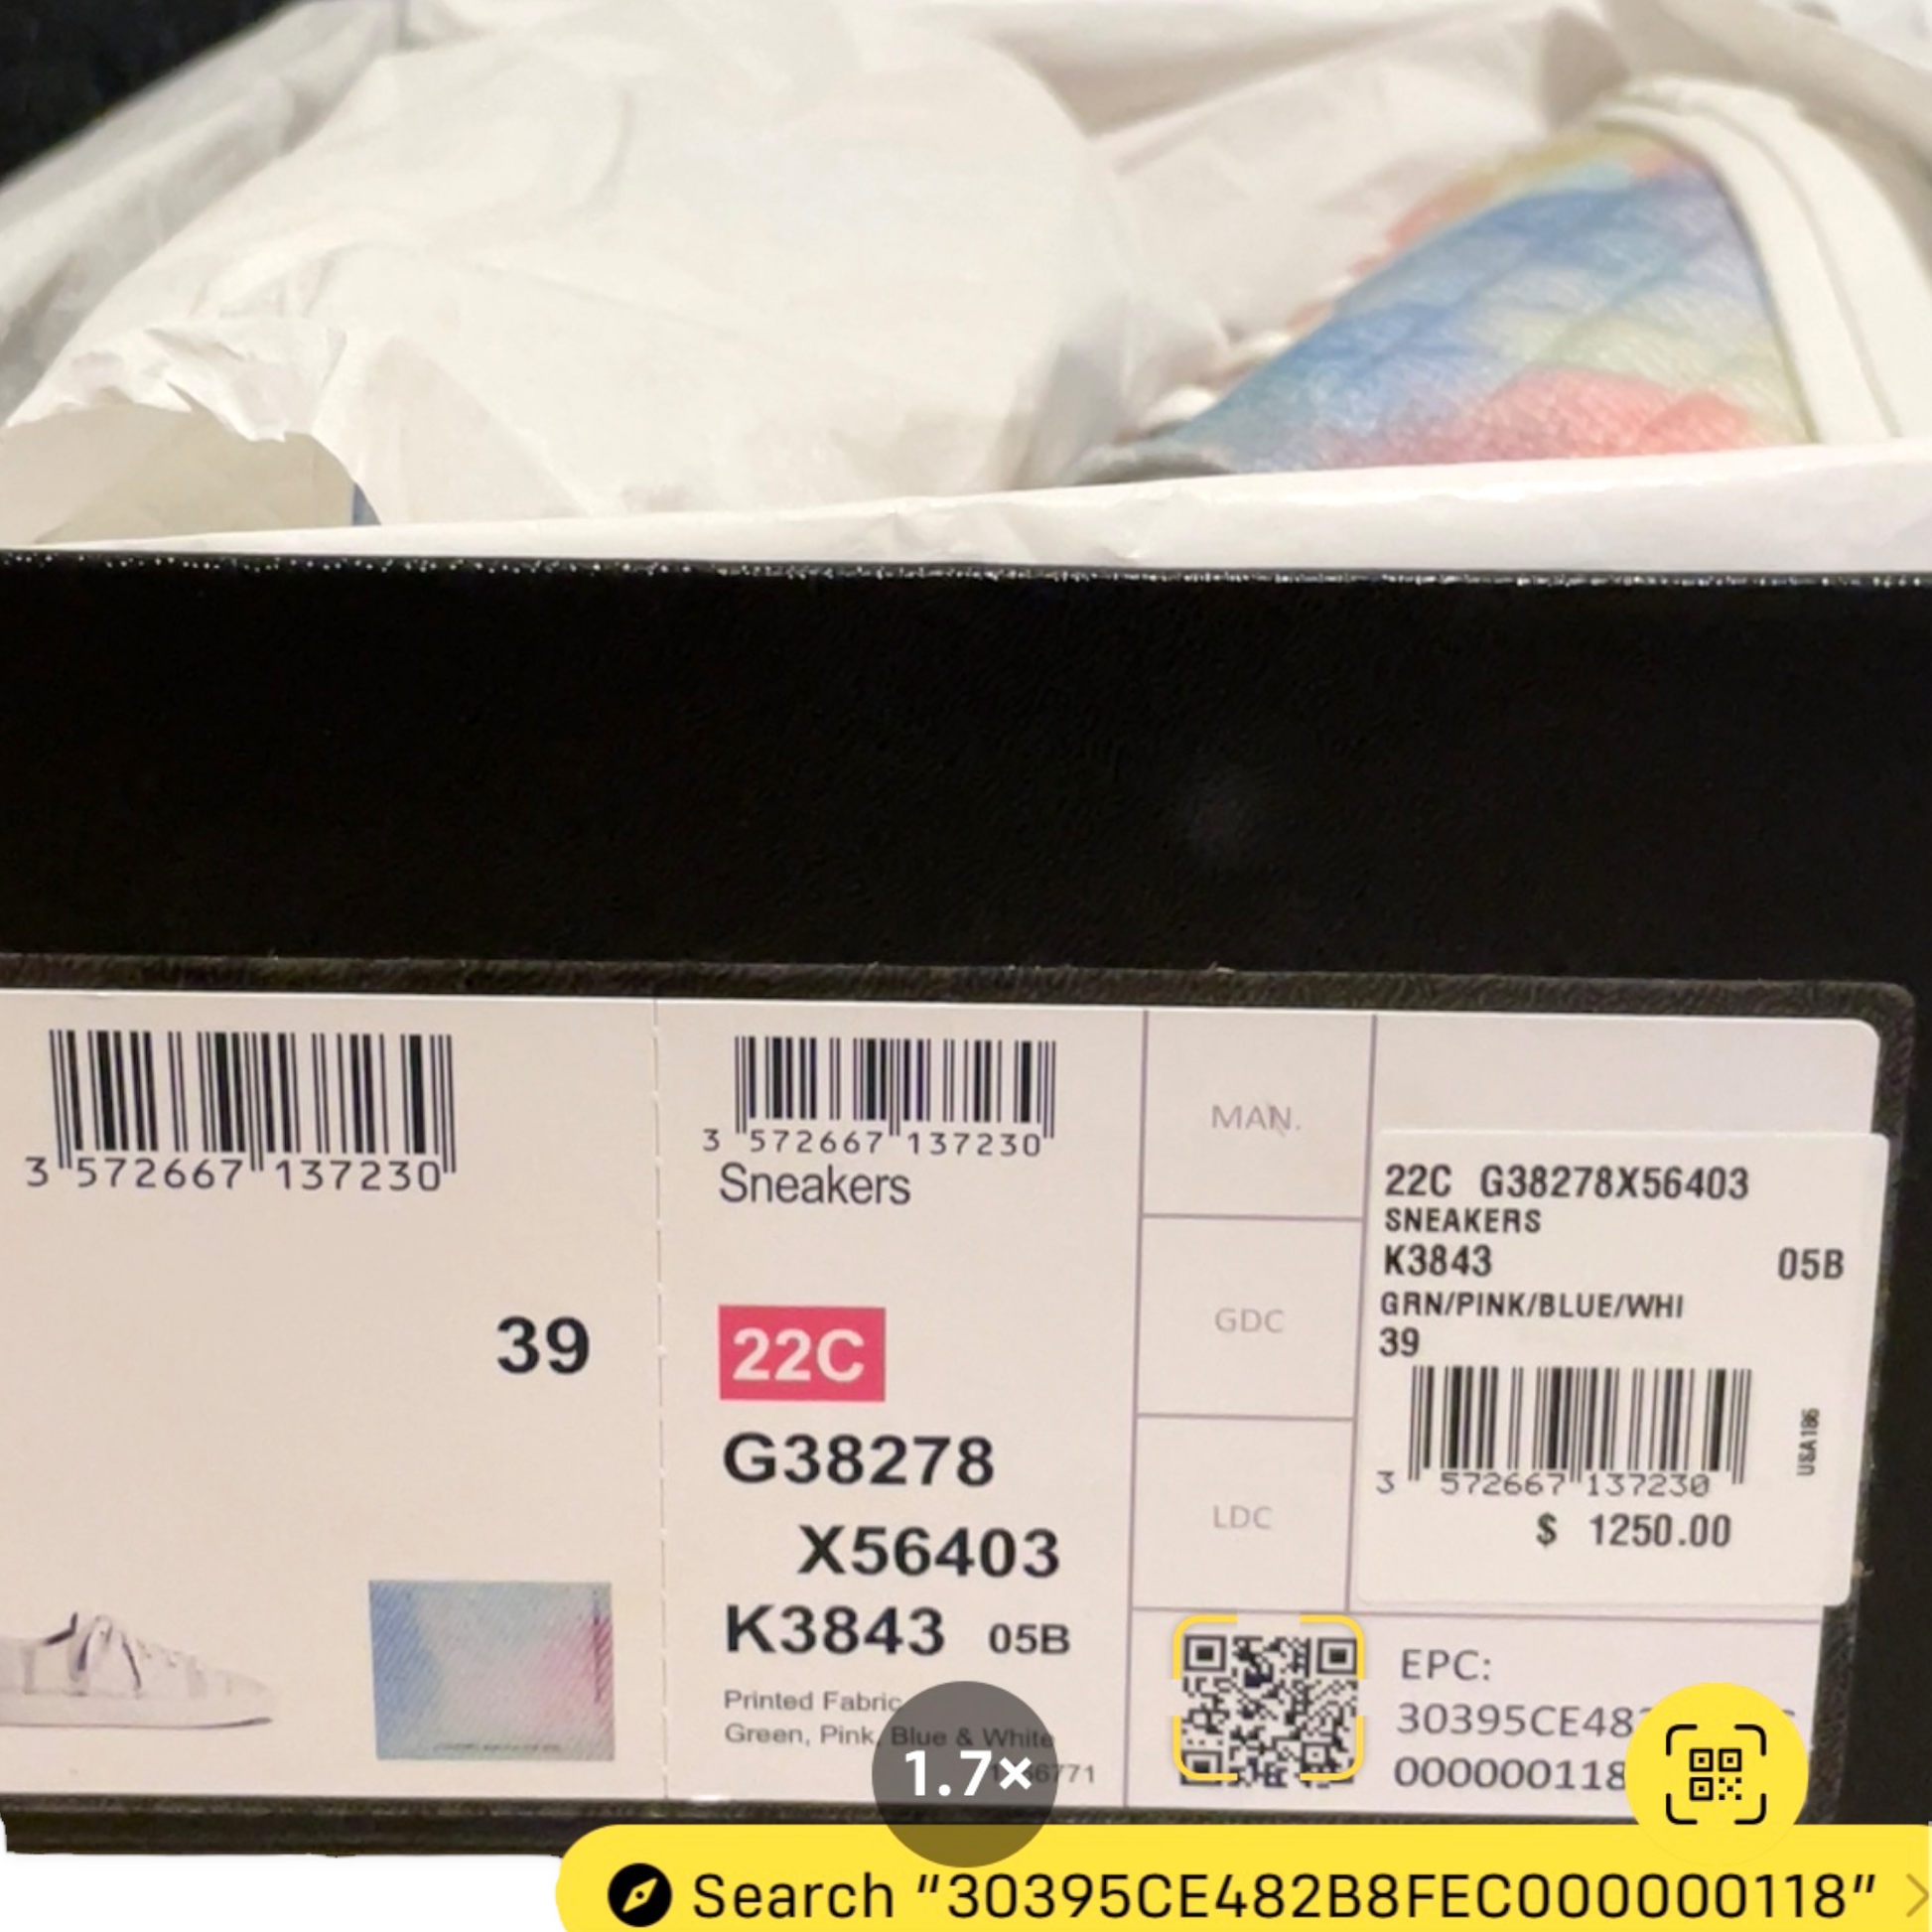 3 572667 137230
39
3 572667 137230
Sneakers
22C
G38278
X56403
K3843 05B
Printed Fabric
Green, Pink, Blue & White
MAN.
GDC
LDC
22C G38278X56403
SNEAKERS
K3843 05B
GRN/PINK/BLUE/WHI
39
3 572667 137230
USA186
$ 1250.00
EPC:
30395CE48
000000118
1.7×
Search “30395CE482B8FEC000000118”